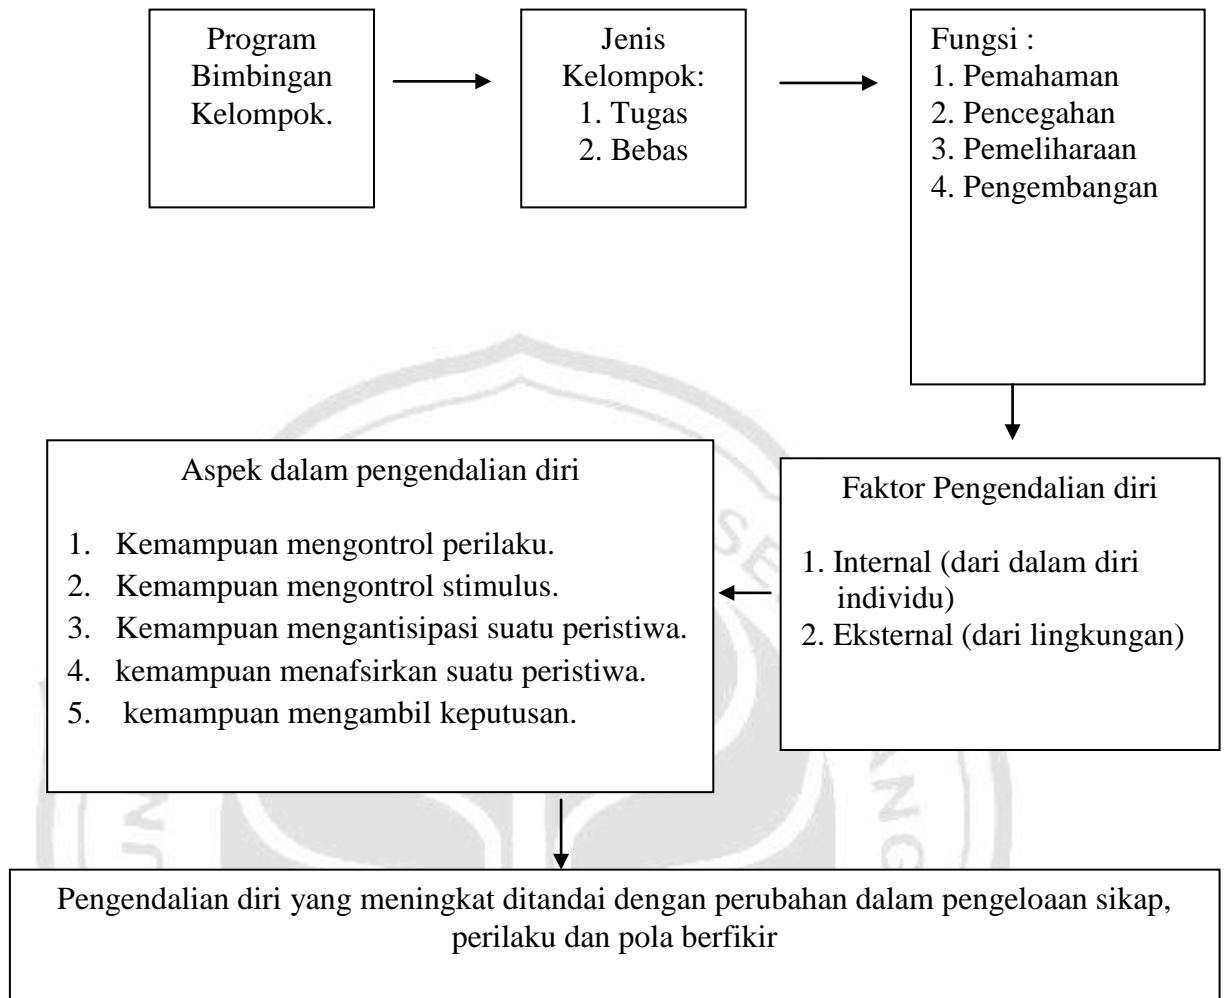 Program
Bimbingan
Kelompok.
Jenis
Kelompok:
1. Tugas
2. Bebas
Fungsi :
1. Pemahaman
2. Pencegahan
3. Pemeliharaan
4. Pengembangan
Faktor Pengendalian diri
1. Internal (dari dalam diri
individu)
2. Eksternal (dari lingkungan)
Aspek dalam pengendalian diri
1. Kemampuan mengontrol perilaku.
2. Kemampuan mengontrol stimulus.
3. Kemampuan mengantisipasi suatu peristiwa.
4. kemampuan menafsirkan suatu peristiwa.
5. kemampuan mengambil keputusan.
Pengendalian diri yang meningkat ditandai dengan perubahan dalam pengeloaan sikap,
perilaku dan pola berfikir